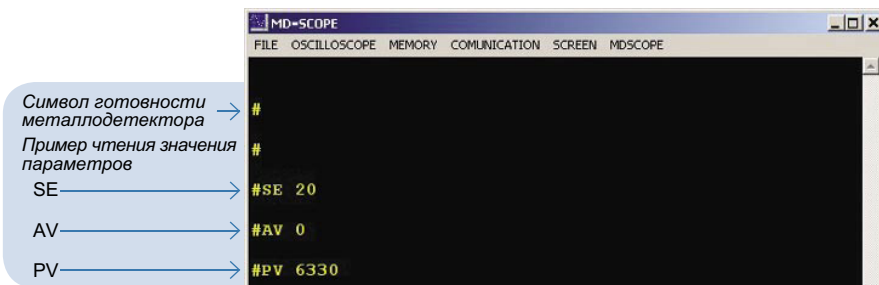 MD-SCOPE
FILE OSCILLOSCOPE MEMORY COMUNICATION SCREEN MDSCOPE
Символ готовности
металлодетектора
#
Пример чтения значения
параметров
#
SE
#SE 20
AV
#AV 0
PV
#PV 6330